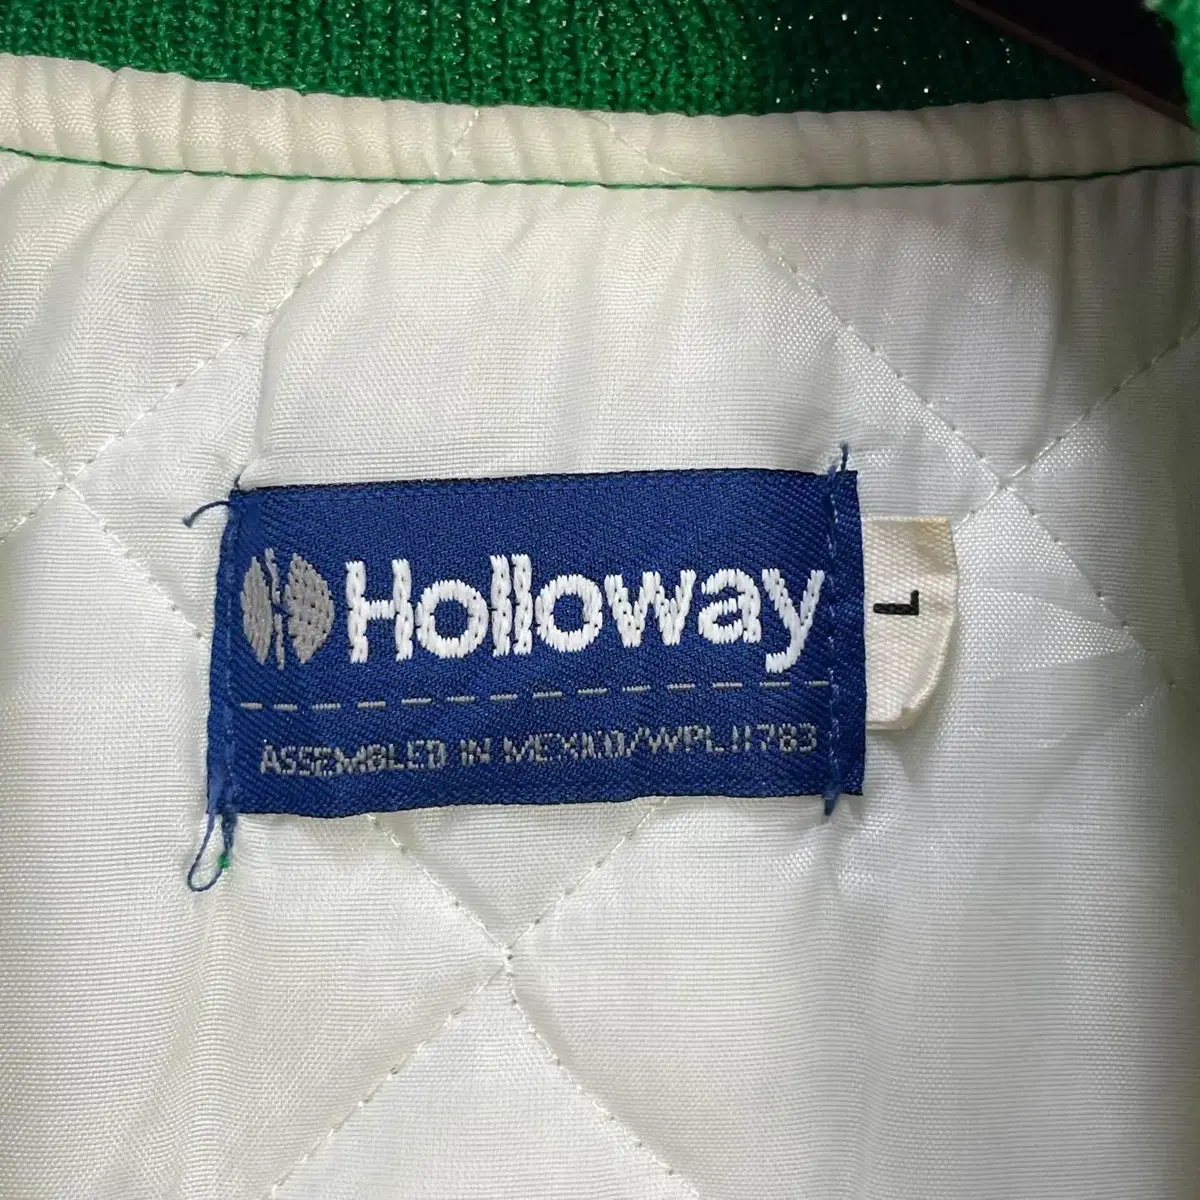 Holloway
L
ASSEMBLED IN MEXICO/WPL11783